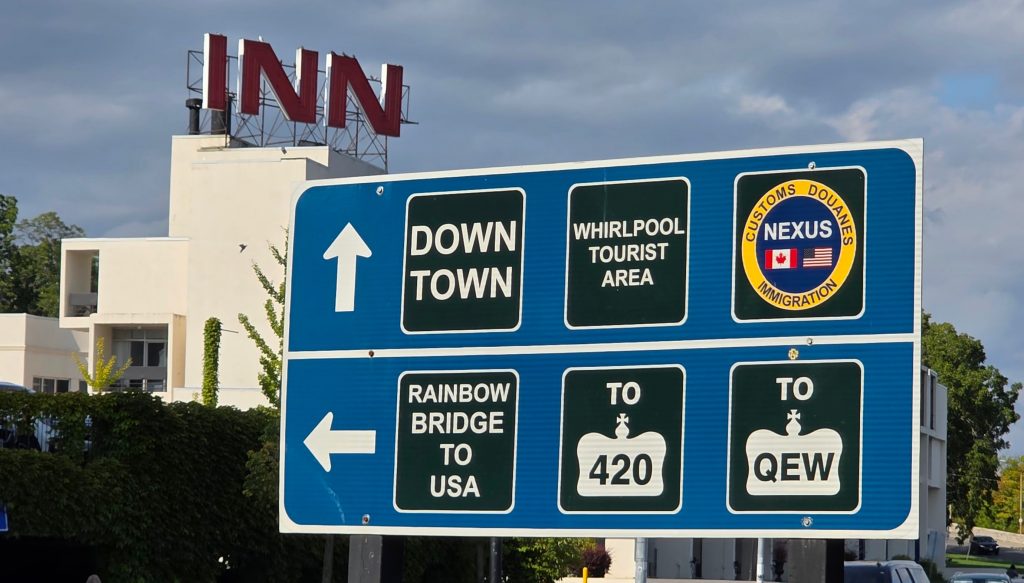 INN
DOWN
TOWN
WHIRLPOOL
TOURIST
AREA
CUSTOMS DOUANES
NEXUS
IMMIGRATION
RAINBOW
BRIDGE
TO
USA
TO
420
TO
QEW